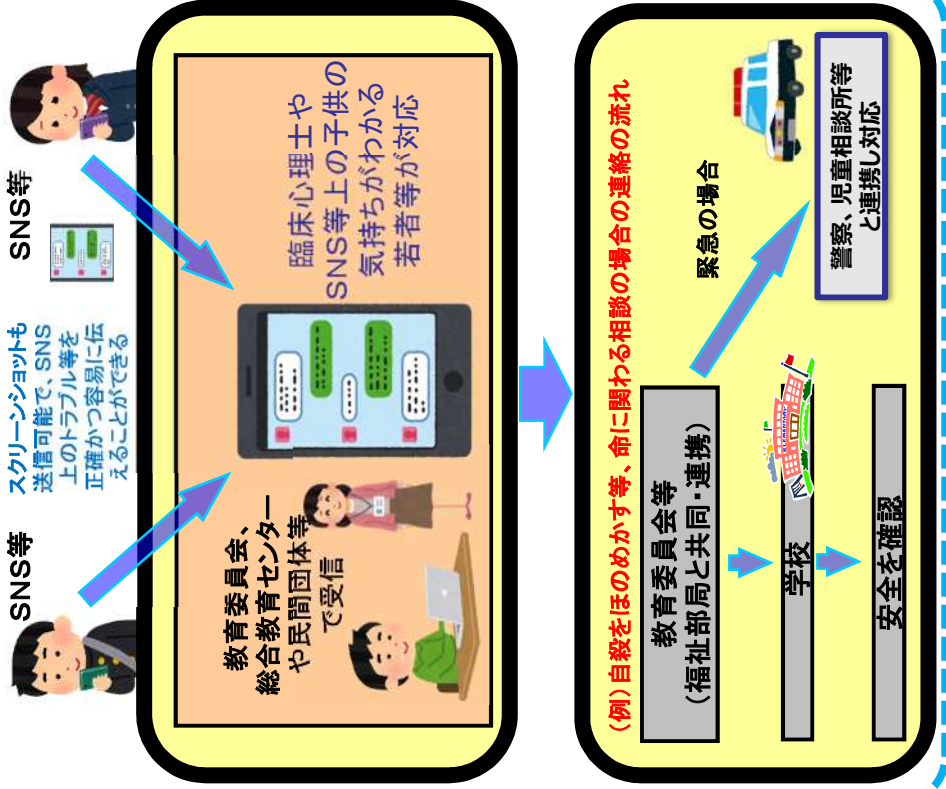 SNS等
スクリーンショットも
送信可能で、SNS
上のトラブル等を
正確かつ容易に伝
えることができる
SNS等
教育委員会、
総合教育センター
や民間団体等
で受信
臨床心理士や
SNS等上の子供の
気持ちがわかる
若者等が対応
(例)自殺をほのめかす等、命に関わる相談の場合の連絡の流れ
教育委員会等
(福祉部局と共同・連携)
緊急の場合
警察、児童相談所等
と連携し対応
学校
安全を確認